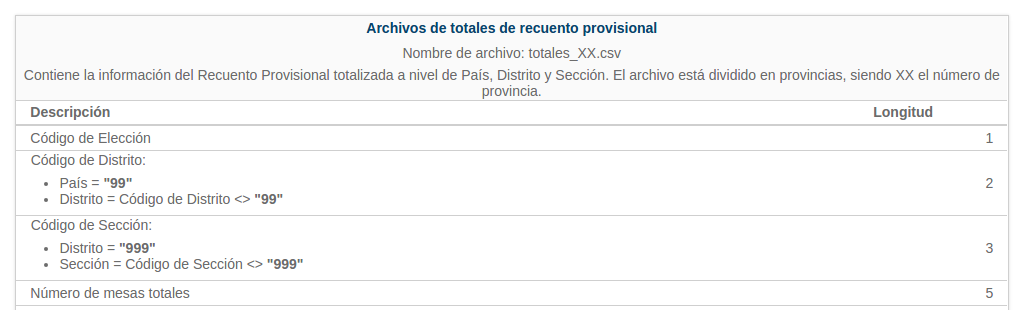 Archivos de totales de recuento provisional
Nombre de archivo: totales_XX.csv
Contiene la información del Recuento Provisional totalizada a nivel de País, Distrito y Sección. El archivo está dividido en provincias, siendo XX el número de
provincia.
Descripción Longitud
Código de Elección 1
Código de Distrito:
• País = "99"
2
• Distrito = Código de Distrito <> "99"
Código de Sección:
• Distrito = "999"
3
• Sección = Código de Sección <> "999"
Número de mesas totales 5